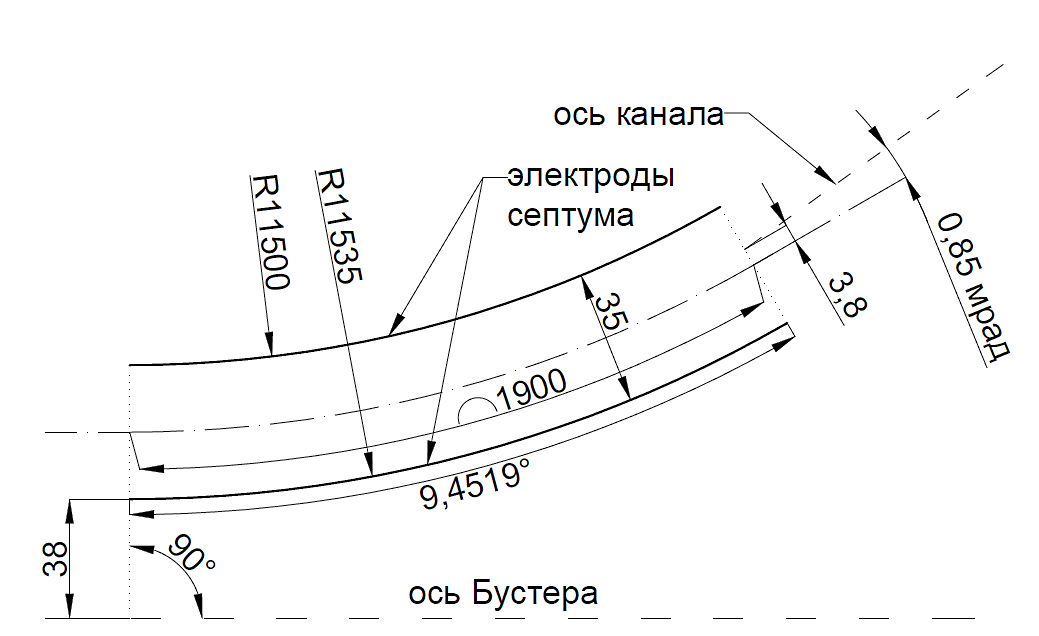 ось канала
электроды
септума
R11500
R11535
0,85 мрад
3,8
35
1900
9,4519°
38
90°
ось Бустера